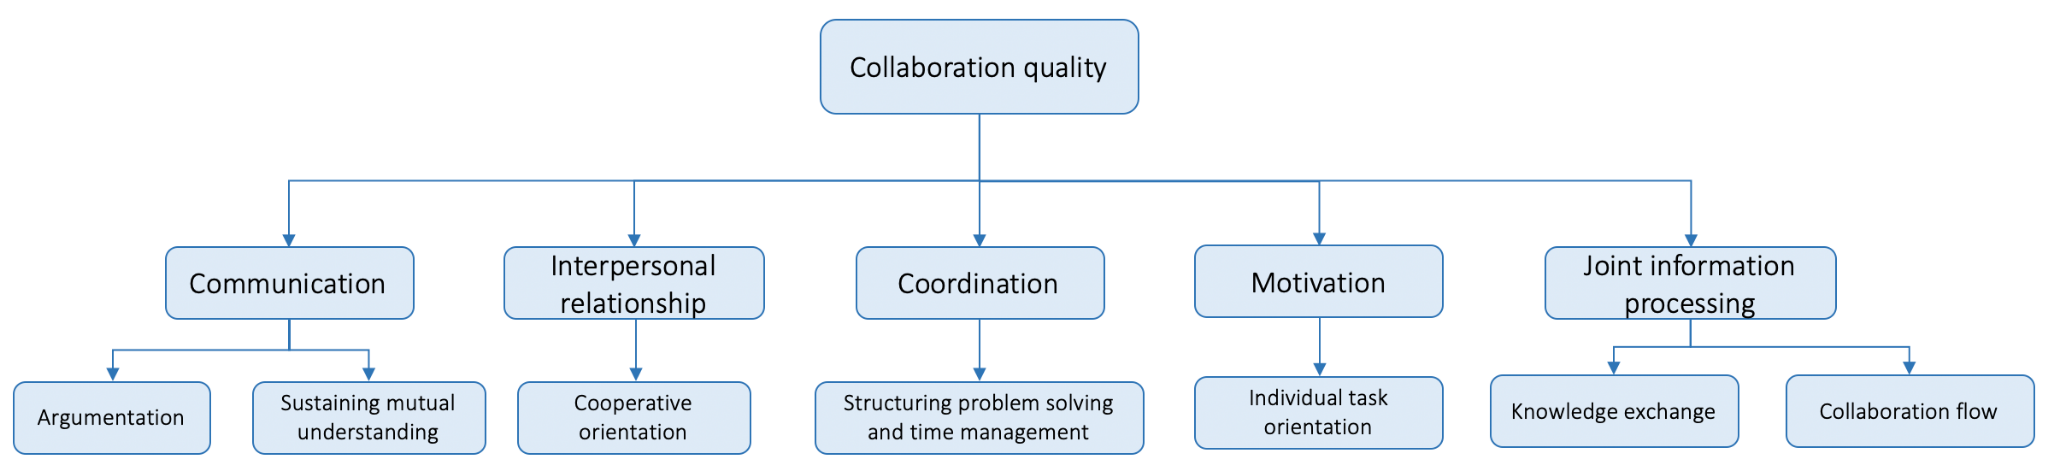 Collaboration quality
Communication
Interpersonal
relationship
Coordination
Motivation
Joint information
processing
Argumentation
Sustaining mutual
understanding
Cooperative
orientation
Structuring problem solving
and time management
Individual task
orientation
Knowledge exchange
Collaboration flow